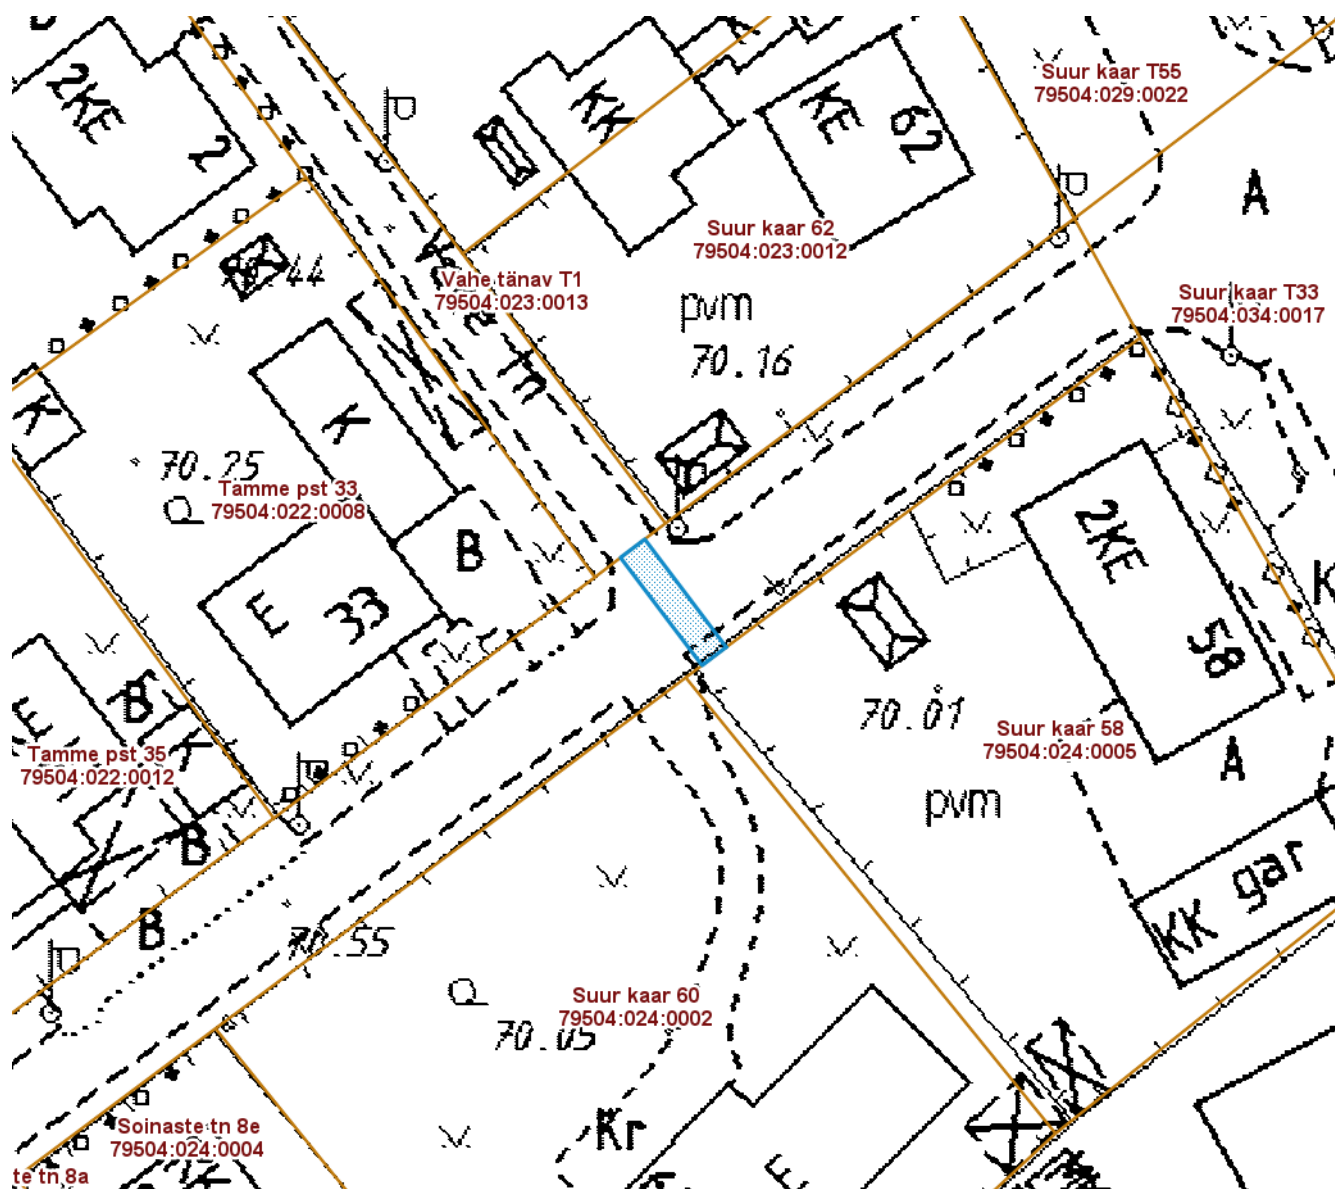 2KE
2
KK
KE
62
Suur kaar T55
79504:029:0022
A
Suur kaar 62
79504:023:0012
Vahe tänav T1
79504:023:0013
Suur kaar T33
79504:034:0017
pvm
70.16
K
K
70.25
Tamme pst 33
79504:022:0008
B
E
33
2KE
58
K
70.01
Suur kaar 58
79504:024:0005
A
pvm
B
E
K
Tamme pst 35
79504:022:0012
B
B
KK gar
70.55
Suur kaar 60
79504:024:0002
70.05
Kr
E
Soinaste tn 8e
79504:024:0004
te tn 8a